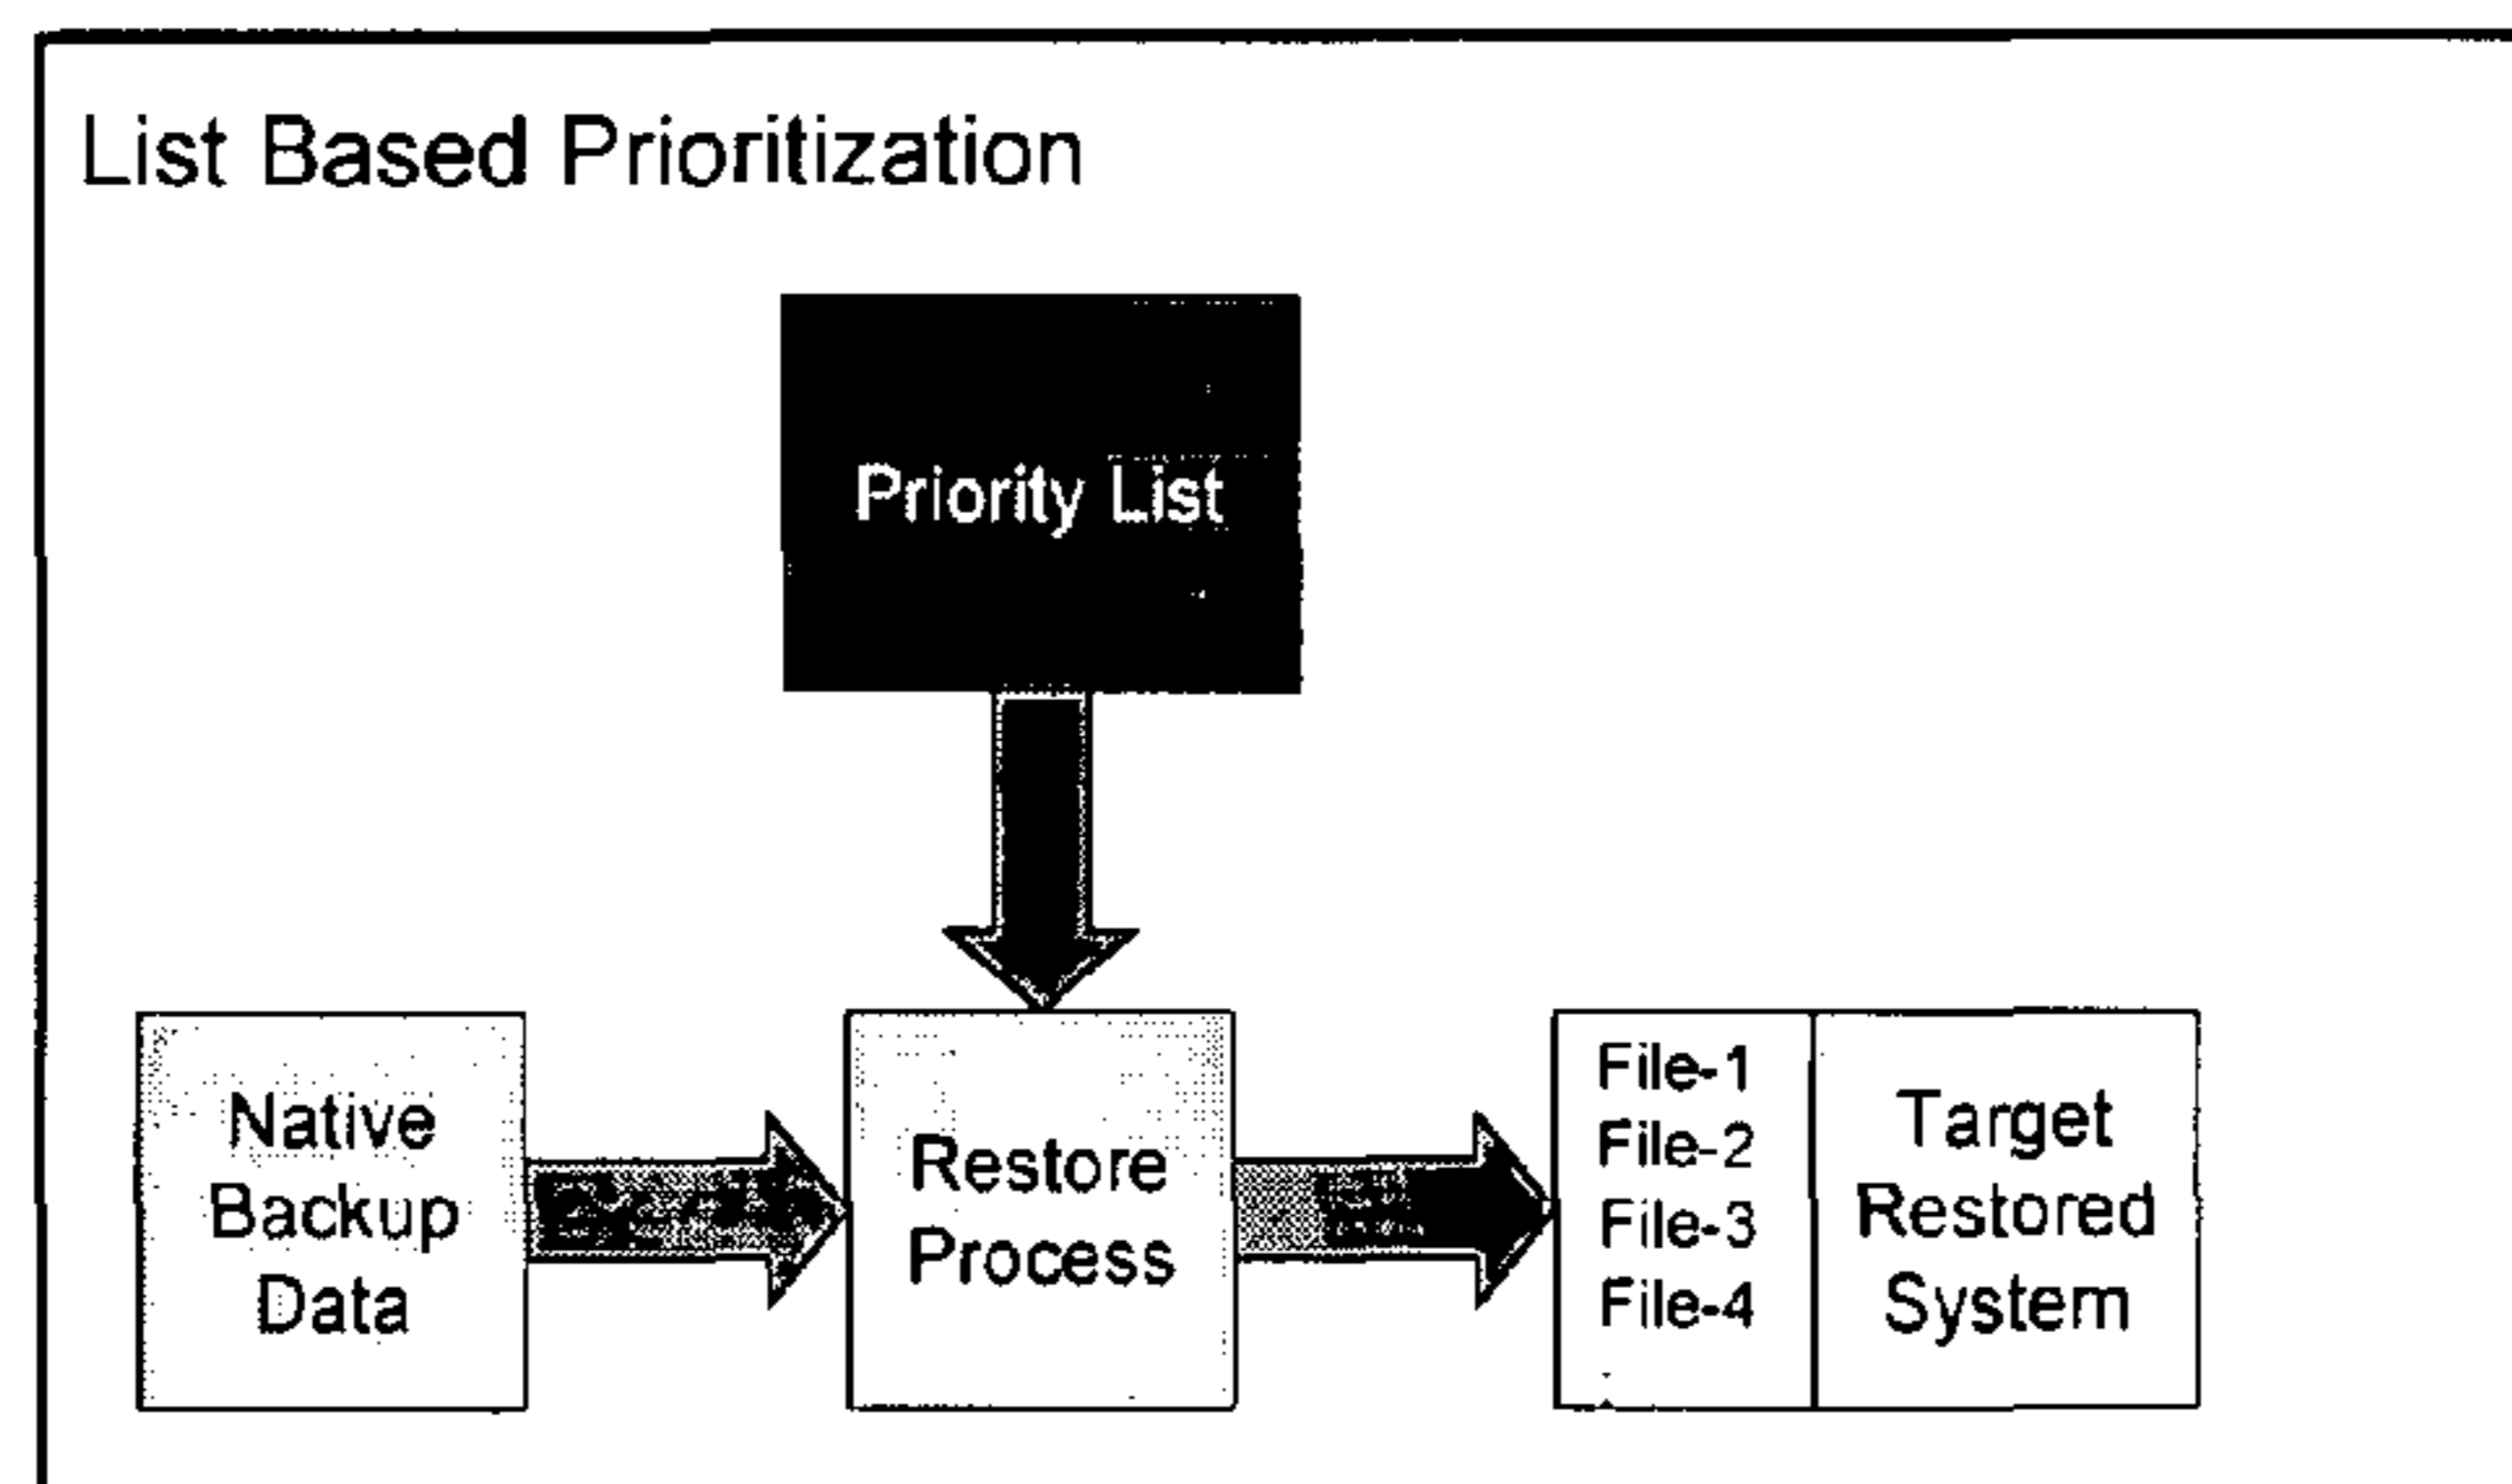 List Based Prioritization
Priority List
Native
Backup
Data
Restore
Process
File-1
File-2
File-3
File-4
Target
Restored
System